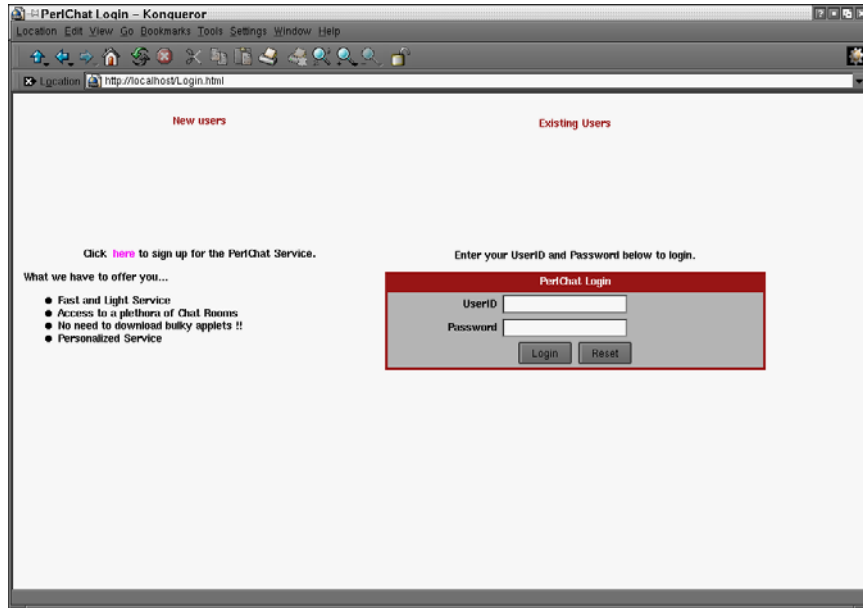 PerlChat Login – Konqueror
Location Edit View Go Bookmarks Tools Settings Window Help
Location http://localhost/Login.html
New users
Existing Users
Click here to sign up for the PerlChat Service.
Enter your UserID and Password below to login.
What we have to offer you...
Fast and Light Service
Access to a plethora of Chat Rooms
No need to download bulky applets !!
Personalized Service
PerlChat Login
UserID
Password
Login Reset